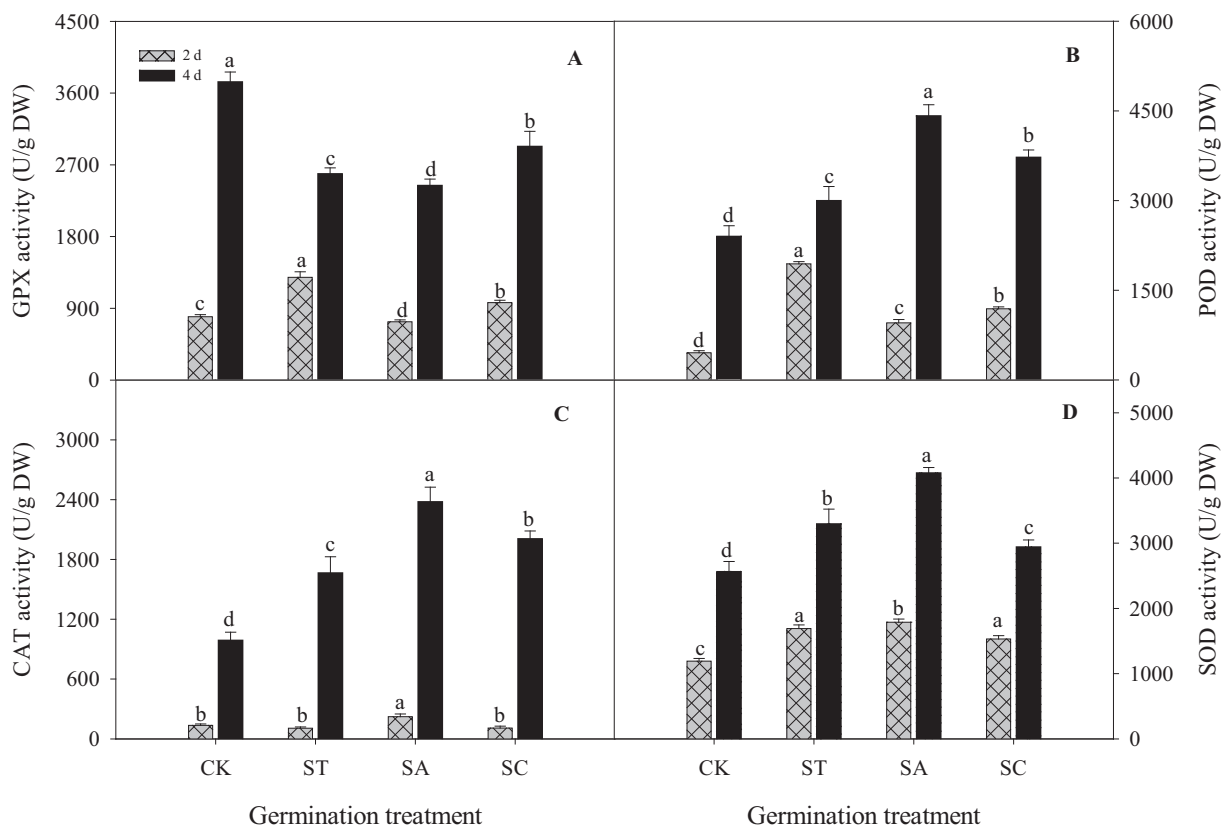 4500
3600
2700
1800
900
0
GPX activity (U/g DW)
2 d
4 d
A
a
c
d
b
c
a
d
b
6000
4500
3000
1500
0
POD activity (U/g DW)
B
d
c
a
b
d
a
c
b
3000
2400
1800
1200
600
0
CAT activity (U/g DW)
C
d
c
a
b
b
b
a
b
5000
4000
3000
2000
1000
0
SOD activity (U/g DW)
D
d
b
a
c
c
a
b
a
CK ST SA SC
Germination treatment
CK ST SA SC
Germination treatment